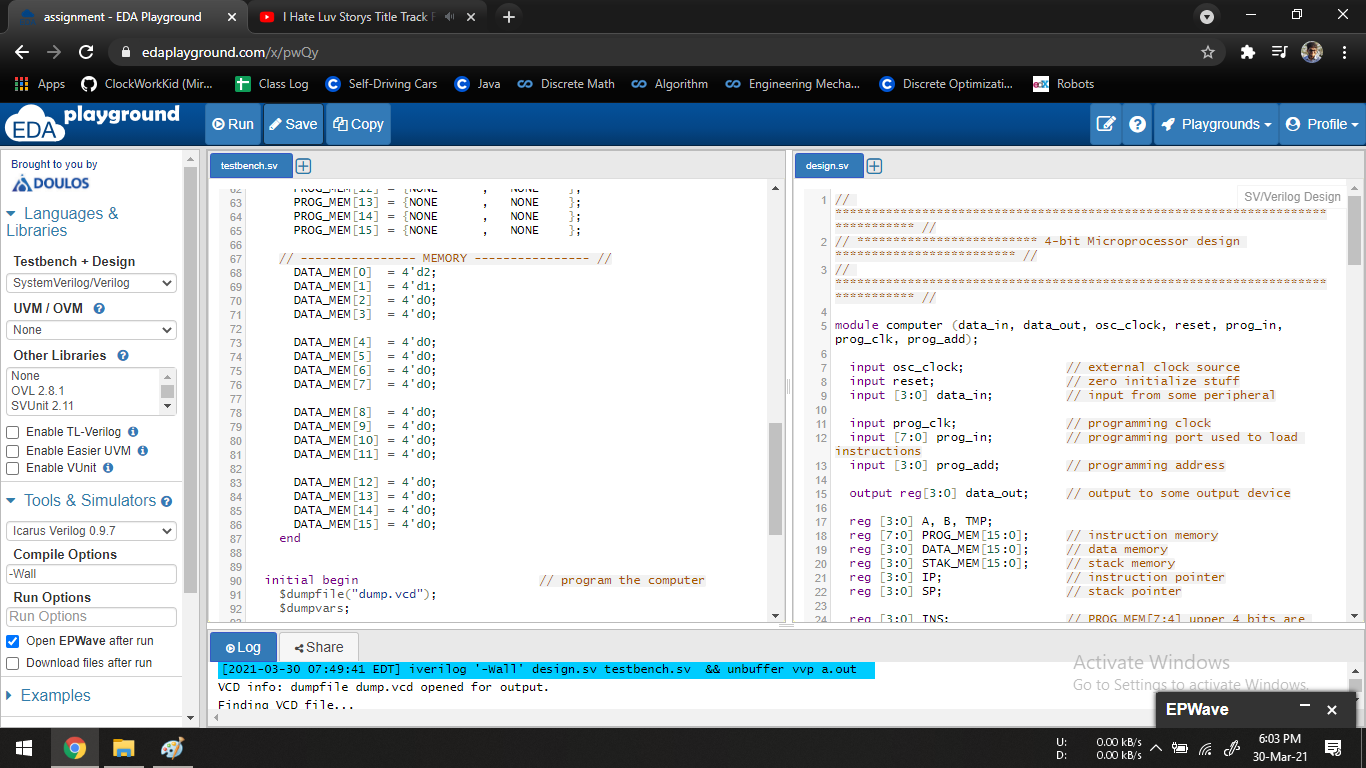 assignment - EDA Playground
I Hate Luv Storys Title Track F
edaplayground.com/x/pwQy
Apps ClockWorkKid (Mir... Class Log Self-Driving Cars Java Discrete Math Algorithm Engineering Mecha... Discrete Optimizati... Robots
EDA playground Run Save Copy Playgrounds Profile
Brought to you by
DOULOS
Languages &
Libraries
Testbench + Design
SystemVerilog/Verilog
UVM / OVM
None
Other Libraries
None
OVL 2.8.1
SVUnit 2.11
Enable TL-Verilog
Enable Easier UVM
Enable VUnit
Tools & Simulators
Icarus Verilog 0.9.7
Compile Options
-Wall
Run Options
Run Options
Open EPWave after run
Download files after run
Examples
testbench.sv
62 PROG_MEM[12] = {NONE , NONE };
63 PROG_MEM[13] = {NONE , NONE };
64 PROG_MEM[14] = {NONE , NONE };
65 PROG_MEM[15] = {NONE , NONE };
66
67 // ---------------- MEMORY ---------------- //
68 DATA_MEM[0] = 4'd2;
69 DATA_MEM[1] = 4'd1;
70 DATA_MEM[2] = 4'd0;
71 DATA_MEM[3] = 4'd0;
72
73 DATA_MEM[4] = 4'd0;
74 DATA_MEM[5] = 4'd0;
75 DATA_MEM[6] = 4'd0;
76 DATA_MEM[7] = 4'd0;
77
78 DATA_MEM[8] = 4'd0;
79 DATA_MEM[9] = 4'd0;
80 DATA_MEM[10] = 4'd0;
81 DATA_MEM[11] = 4'd0;
82
83 DATA_MEM[12] = 4'd0;
84 DATA_MEM[13] = 4'd0;
85 DATA_MEM[14] = 4'd0;
86 DATA_MEM[15] = 4'd0;
87 end
88
89
90 initial begin // program the computer
91 $dumpfile("dump.vcd");
92 $dumpvars;
design.sv
SV/Verilog Design
1 //
********************************************************************
*********** //
2 // ************************* 4-bit Microprocessor design
************************* //
3 //
********************************************************************
*********** //
4
5 module computer (data_in, data_out, osc_clock, reset, prog_in,
prog_clk, prog_add);
6
7 input osc_clock; // external clock source
8 input reset; // zero initialize stuff
9 input [3:0] data_in; // input from some peripheral
10
11 input prog_clk; // programming clock
12 input [7:0] prog_in; // programming port used to load
instructions
13 input [3:0] prog_add; // programming address
14
15 output reg[3:0] data_out; // output to some output device
16
17 reg [3:0] A, B, TMP;
18 reg [7:0] PROG_MEM[15:0]; // instruction memory
19 reg [3:0] DATA_MEM[15:0]; // data memory
20 reg [3:0] STAK_MEM[15:0]; // stack memory
21 reg [3:0] IP; // instruction pointer
22 reg [3:0] SP; // stack pointer
23
24 reg [3:0] INS; // PROG_MEM[7:4] upper 4 bits are
Log Share
[2021-03-30 07:49:41 EDT] iverilog '-Wall' design.sv testbench.sv && unbuffer vvp a.out
VCD info: dumpfile dump.vcd opened for output.
Finding VCD file...
Activate Windows
Go to Settings to activate Windows.
EPWave
U: 0.00 kB/s
D: 0.00 kB/s
6:03 PM
30-Mar-21